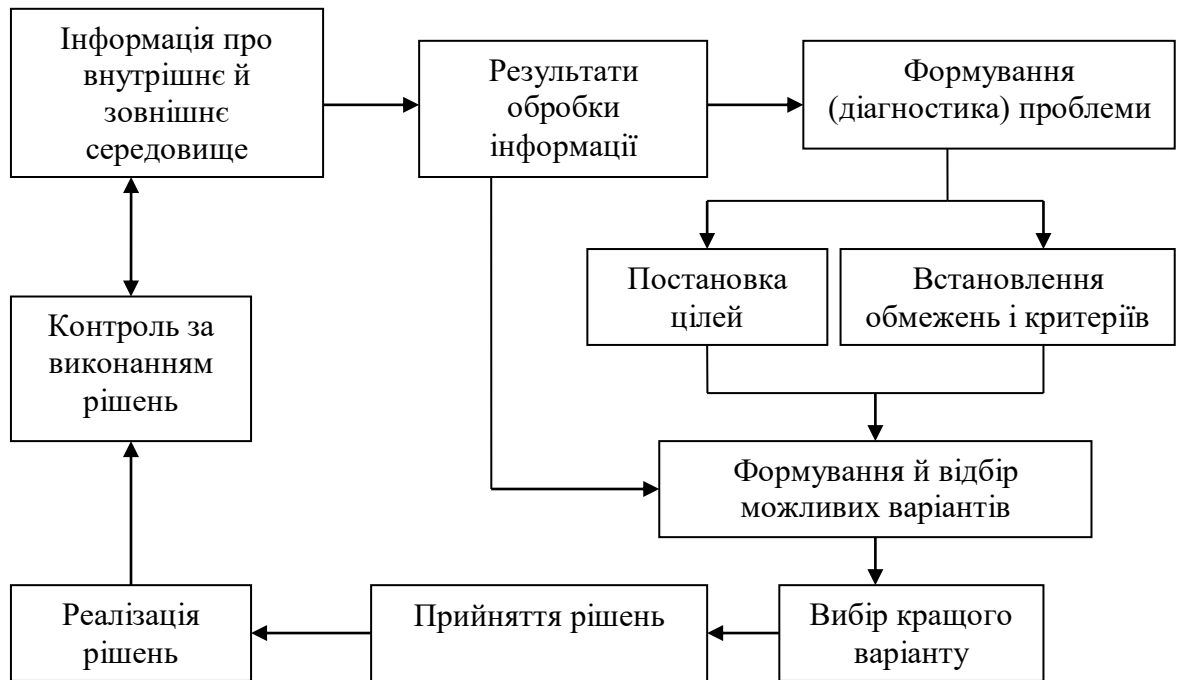 Інформація про
внутрішнє й
зовнішнє
середовище
Результати
обробки
інформації
Формування
(діагностика) проблеми
Постановка
цілей
Встановлення
обмежень і критеріїв
Контроль за
виконанням
рішень
Формування й відбір
можливих варіантів
Реалізація
рішень
Прийняття рішень
Вибір кращого
варіанту